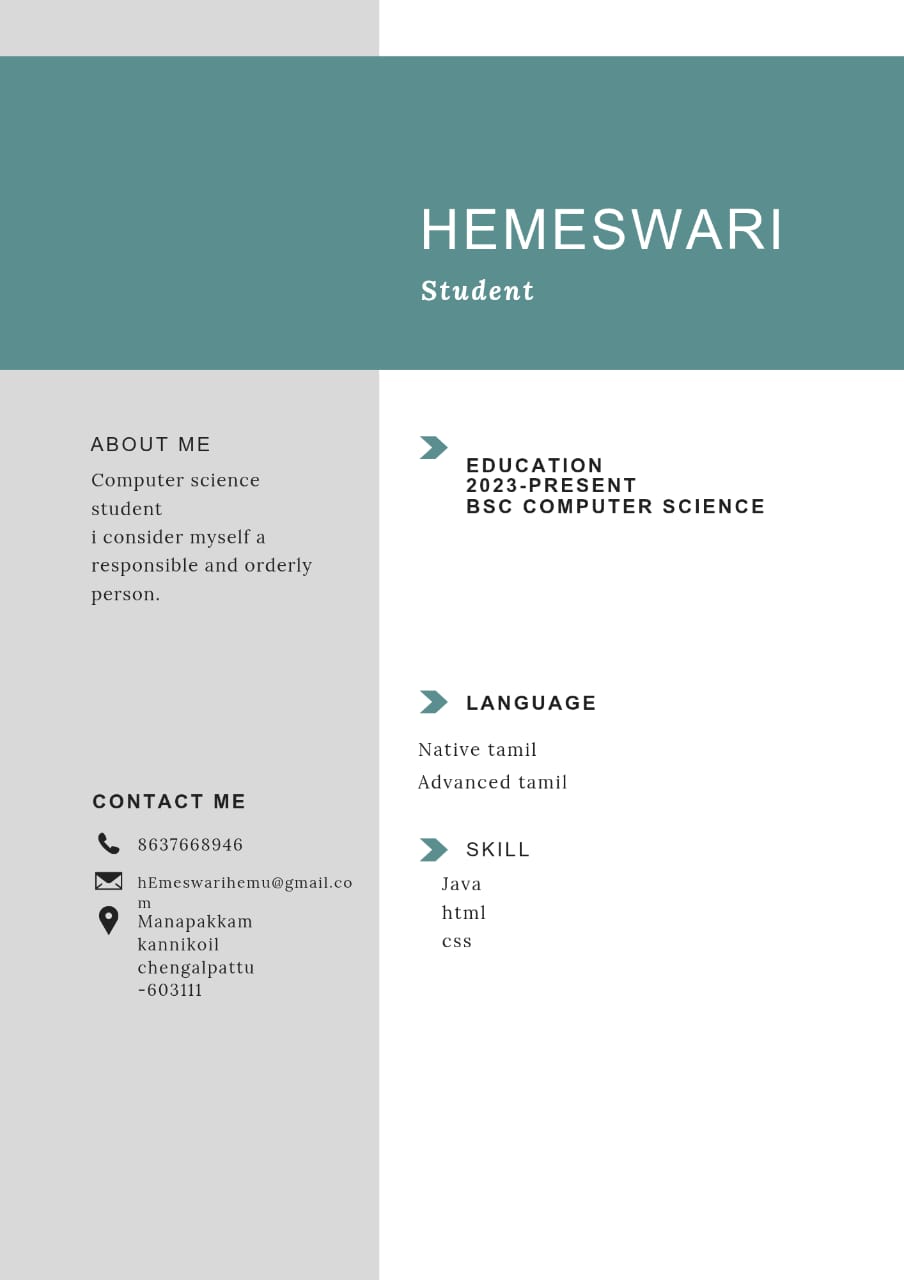 HEMESWARI
Student
ABOUT ME
Computer science
student
i consider myself a
responsible and orderly
person.
CONTACT ME
8637668946
hEmeswarihemu@gmail.co
m
Manapakkam
kannikoil
chengalpattu
-603111
EDUCATION
2023-PRESENT
BSC COMPUTER SCIENCE
LANGUAGE
Native tamil
Advanced tamil
SKILL
Java
html
css